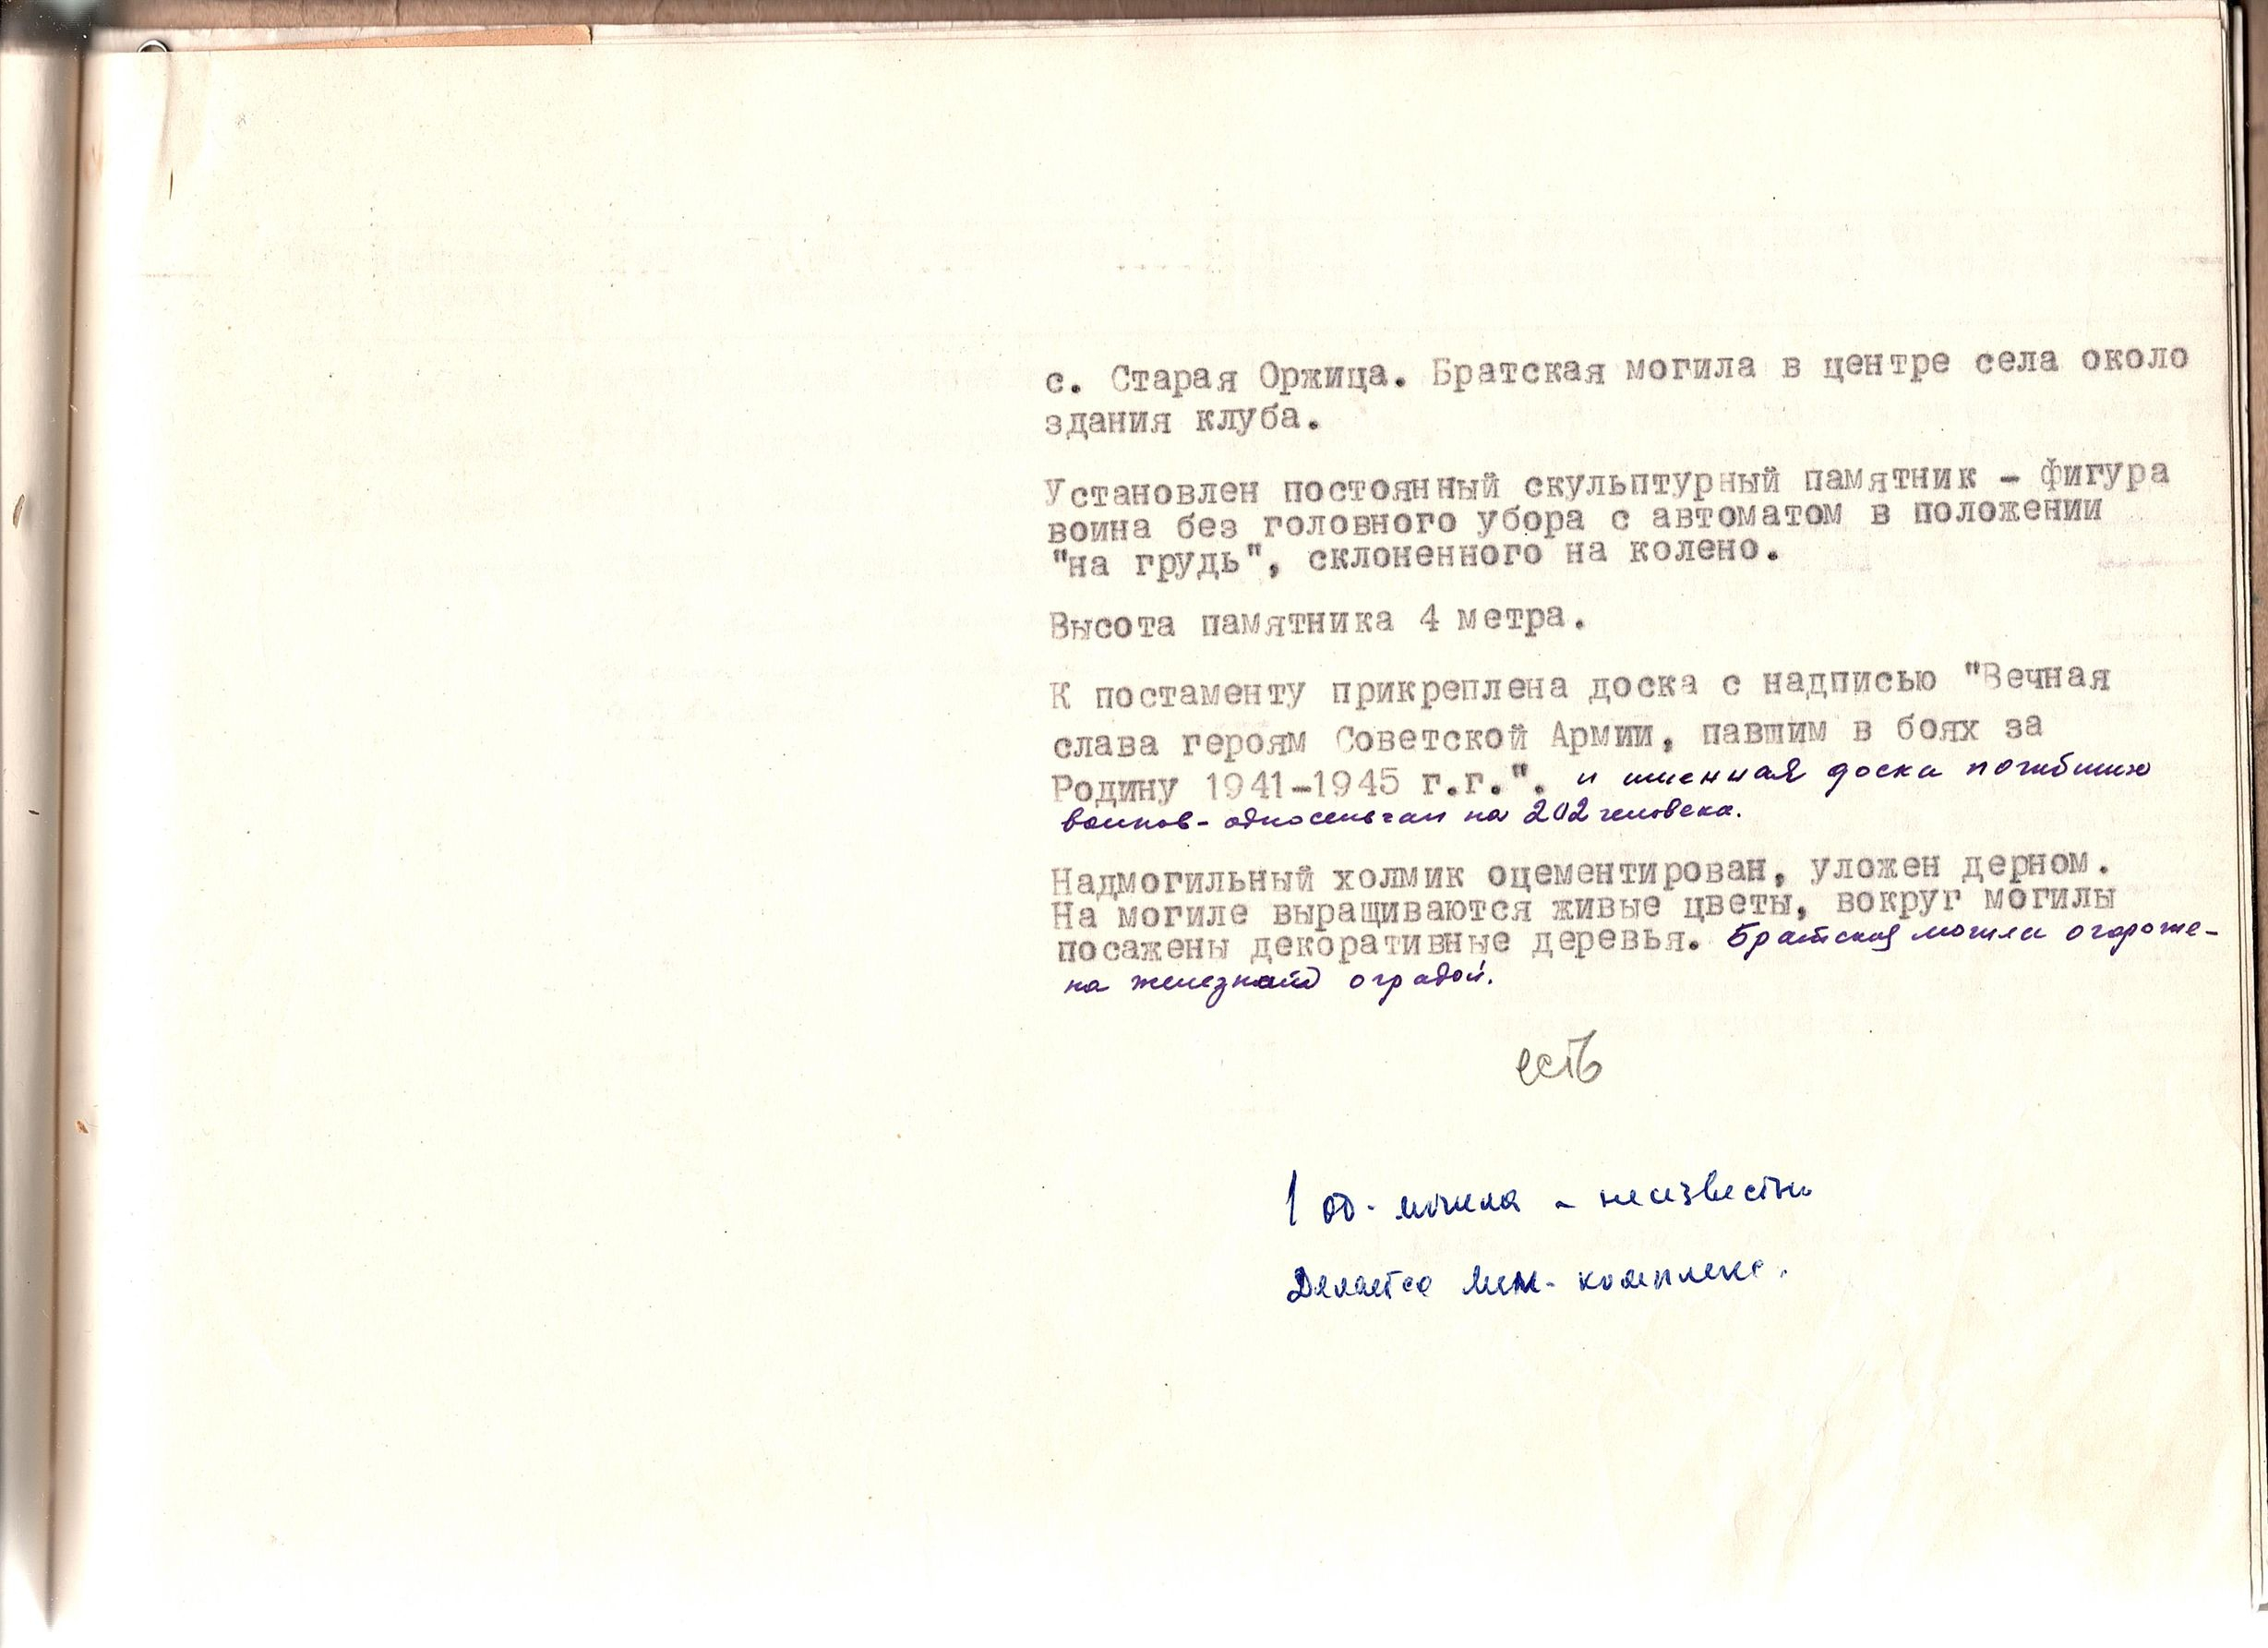 с. Старая Оржица. Братская могила в центре села около
здания клуба.
Установлен постоянный скульптурный памятник - фигура
воина без головного убора с автоматом в положении
"на грудь", склоненного на колено.
Высота памятника 4 метра.
К постаменту прикреплена доска с надписью "Вечная
слава героям Советской Армии, павшим в боях за
Родину 1941-1945 г.г.". и именная доска погибших
воинов-односельчан на 202 человека.
Надмогильный холмик оцементирован, уложен дерном.
На могиле выращиваются живые цветы, вокруг могилы
посажены декоративные деревья. Братская могила огороже-
на железной оградой.
есть
1 од. могила - неизвестн.
Делается мем. комплекс.